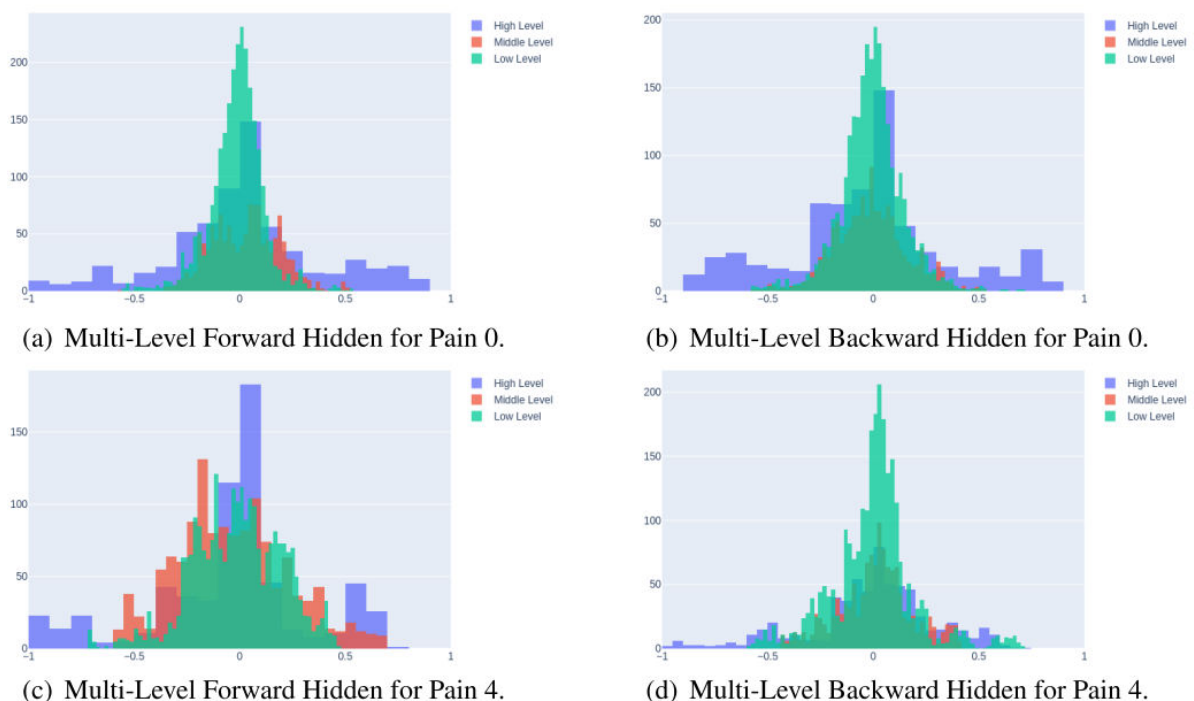 High Level
Middle Level
Low Level
200
150
100
50
0
−1
−0.5
0
0.5
1
(a) Multi-Level Forward Hidden for Pain 0.
High Level
Middle Level
Low Level
200
150
100
50
0
−1
−0.5
0
0.5
1
(b) Multi-Level Backward Hidden for Pain 0.
High Level
Middle Level
Low Level
150
100
50
0
−1
−0.5
0
0.5
1
(c) Multi-Level Forward Hidden for Pain 4.
High Level
Middle Level
Low Level
200
150
100
50
0
−1
−0.5
0
0.5
1
(d) Multi-Level Backward Hidden for Pain 4.